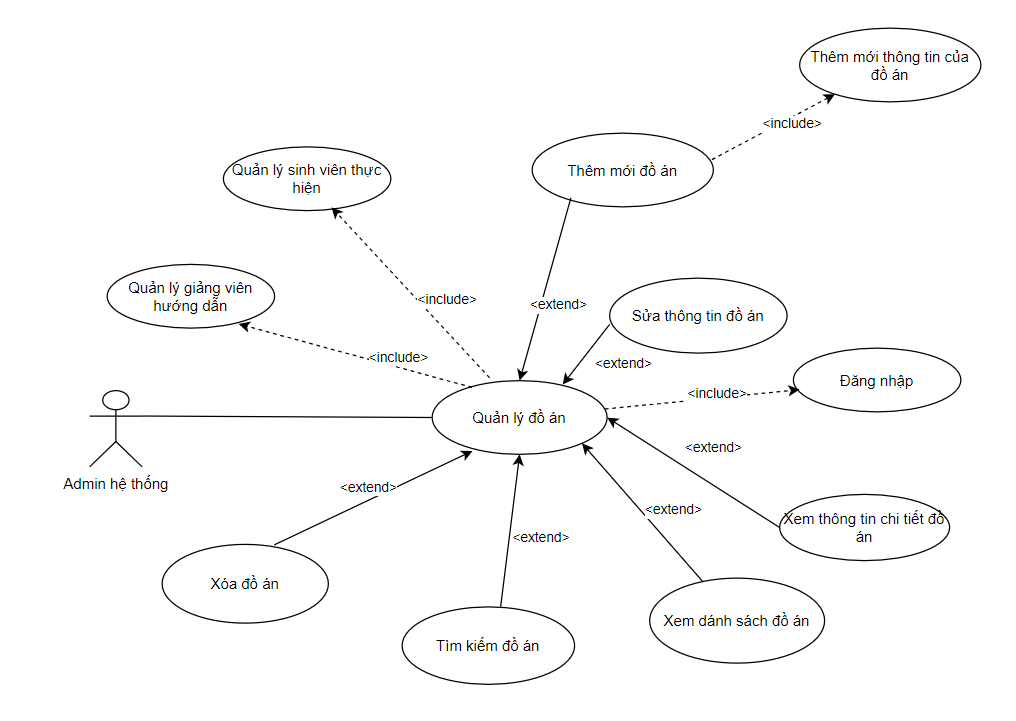 Thêm mới thông tin của
đồ án
<include>
Quản lý sinh viên thực
hiện
Thêm mới đồ án
Quản lý giảng viên
hướng dẫn
<include>
<extend>
Sửa thông tin đồ án
<include>
<extend>
Đăng nhập
<include>
Quản lý đồ án
Admin hệ thống
<extend>
<extend>
<extend>
<extend>
Xem thông tin chi tiết đồ
án
Xóa đồ án
Xem dánh sách đồ án
Tìm kiếm đồ án